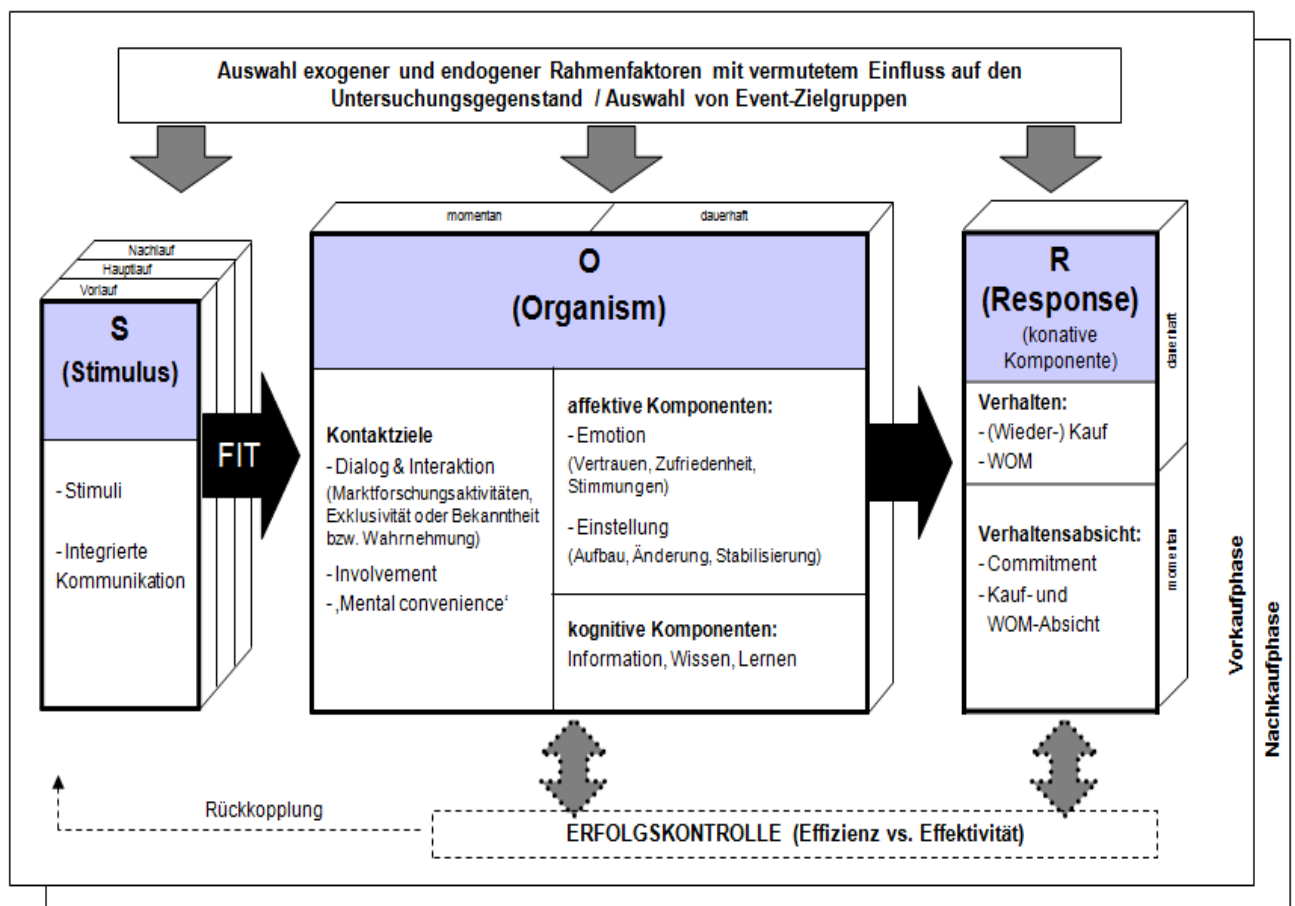 Auswahl exogener und endogener Rahmenfaktoren mit vermutetem Einfluss auf den
Untersuchungsgegenstand / Auswahl von Event-Zielgruppen
Nachlauf
Hauptlauf
Vorlauf
S
(Stimulus)
- Stimuli
- Integrierte
Kommunikation
FIT
momentan
dauerhaft
O
(Organism)
Kontaktziele
- Dialog & Interaktion
(Marktforschungsaktivitäten,
Exklusivität oder Bekanntheit
bzw. Wahrnehmung)
- Involvement
- ‚Mental convenience‘
affektive Komponenten:
- Emotion
(Vertrauen, Zufriedenheit,
Stimmungen)
- Einstellung
(Aufbau, Änderung, Stabilisierung)
kognitive Komponenten:
Information, Wissen, Lernen
R
(Response)
(konative
Komponente)
Verhalten:
- (Wieder-) Kauf
- WOM
Verhaltensabsicht:
- Commitment
- Kauf- und
WOM-Absicht
dauerhaft
momentan
Vorkaufphase
Nachkaufphase
Rückkopplung
ERFOLGSKONTROLLE (Effizienz vs. Effektivität)